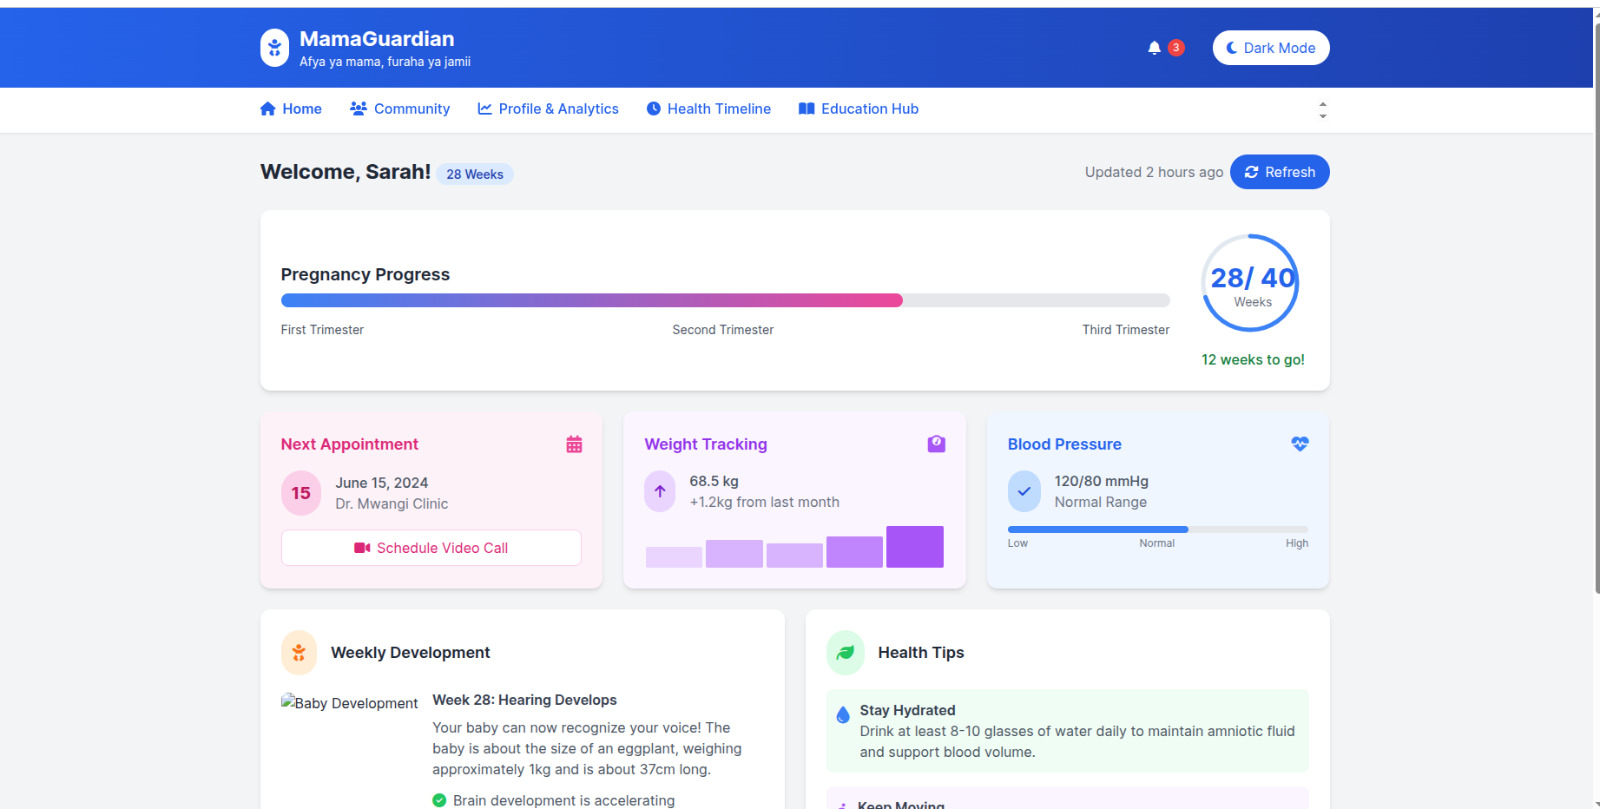 MamaGuardian
Afya ya mama, furaha ya jamii
3
Dark Mode
Home
Community
Profile & Analytics
Health Timeline
Education Hub
Welcome, Sarah!
28 Weeks
Updated 2 hours ago
Refresh
Pregnancy Progress
First Trimester
Second Trimester
Third Trimester
28/ 40
Weeks
12 weeks to go!
Next Appointment
15
June 15, 2024
Dr. Mwangi Clinic
Schedule Video Call
Weight Tracking
68.5 kg
+1.2kg from last month
Blood Pressure
120/80 mmHg
Normal Range
Low
Normal
High
Weekly Development
Baby Development
Week 28: Hearing Develops
Your baby can now recognize your voice! The
baby is about the size of an eggplant, weighing
approximately 1kg and is about 37cm long.
Brain development is accelerating
Health Tips
Stay Hydrated
Drink at least 8-10 glasses of water daily to maintain amniotic fluid
and support blood volume.
Keep Moving